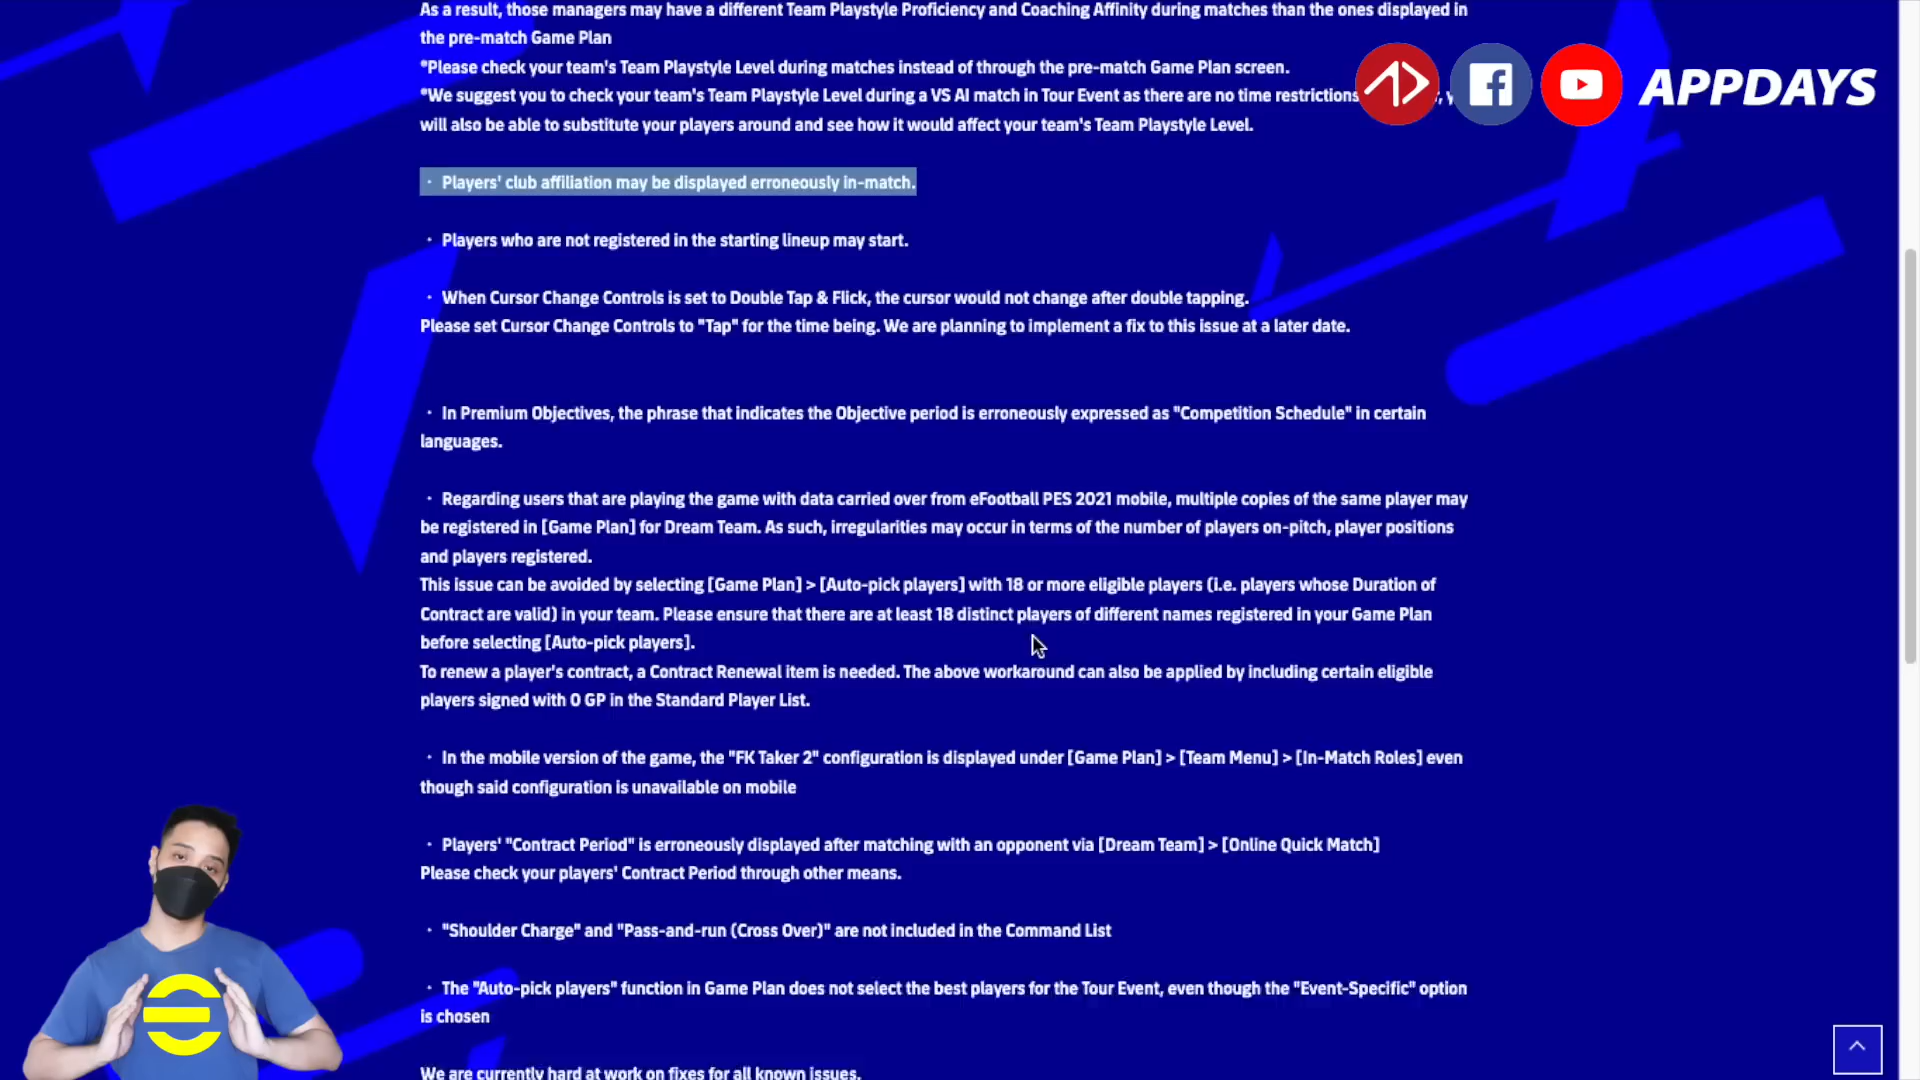 As a result, those managers may have a different Team Playstyle Proficiency and Coaching Affinity during matches than the ones displayed in
the pre-match Game Plan
*Please check your team's Team Playstyle Level during matches instead of through the pre-match Game Plan screen.
*We suggest you to check your team's Team Playstyle Level during a VS AI match in Tour Event as there are no time restrictions
will also be able to substitute your players around and see how it would affect your team's Team Playstyle Level.
APPDAYS
・ Players' club affiliation may be displayed erroneously in-match.
・ Players who are not registered in the starting lineup may start.
・ When Cursor Change Controls is set to Double Tap & Flick, the cursor would not change after double tapping.
Please set Cursor Change Controls to "Tap" for the time being. We are planning to implement a fix to this issue at a later date.
・ In Premium Objectives, the phrase that indicates the Objective period is erroneously expressed as "Competition Schedule" in certain
languages.
・ Regarding users that are playing the game with data carried over from eFootball PES 2021 mobile, multiple copies of the same player may
be registered in [Game Plan] for Dream Team. As such, irregularities may occur in terms of the number of players on-pitch, player positions
and players registered.
This issue can be avoided by selecting [Game Plan] > [Auto-pick players] with 18 or more eligible players (i.e. players whose Duration of
Contract are valid) in your team. Please ensure that there are at least 18 distinct players of different names registered in your Game Plan
before selecting [Auto-pick players].
To renew a player's contract, a Contract Renewal item is needed. The above workaround can also be applied by including certain eligible
players signed with 0 GP in the Standard Player List.
・ In the mobile version of the game, the "FK Taker 2" configuration is displayed under [Game Plan] > [Team Menu] > [In-Match Roles] even
though said configuration is unavailable on mobile
・ Players' "Contract Period" is erroneously displayed after matching with an opponent via [Dream Team] > [Online Quick Match]
Please check your players' Contract Period through other means.
・ "Shoulder Charge" and "Pass-and-run (Cross Over)" are not included in the Command List
・ The "Auto-pick players" function in Game Plan does not select the best players for the Tour Event, even though the "Event-Specific" option
is chosen
We are currently hard at work on fixes for all known issues.